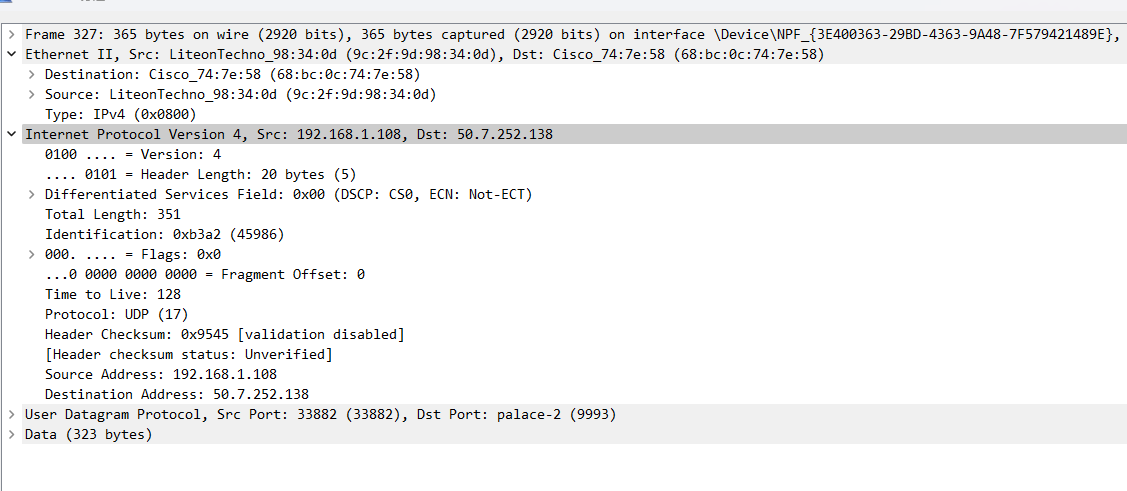 Frame 327: 365 bytes on wire (2920 bits), 365 bytes captured (2920 bits) on interface \Device\NPF_{3E400363-29BD-4363-9A48-7F579421489E},
Ethernet II, Src: LiteonTechno_98:34:0d (9c:2f:9d:98:34:0d), Dst: Cisco_74:7e:58 (68:bc:0c:74:7e:58)
Destination: Cisco_74:7e:58 (68:bc:0c:74:7e:58)
Source: LiteonTechno_98:34:0d (9c:2f:9d:98:34:0d)
Type: IPv4 (0x0800)
Internet Protocol Version 4, Src: 192.168.1.108, Dst: 50.7.252.138
0100 .... = Version: 4
.... 0101 = Header Length: 20 bytes (5)
Differentiated Services Field: 0x00 (DSCP: CS0, ECN: Not-ECT)
Total Length: 351
Identification: 0xb3a2 (45986)
000. .... = Flags: 0x0
...0 0000 0000 0000 = Fragment Offset: 0
Time to Live: 128
Protocol: UDP (17)
Header Checksum: 0x9545 [validation disabled]
[Header checksum status: Unverified]
Source Address: 192.168.1.108
Destination Address: 50.7.252.138
User Datagram Protocol, Src Port: 33882 (33882), Dst Port: palace-2 (9993)
Data (323 bytes)